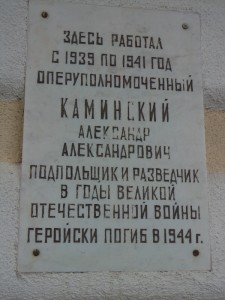 ЗДЕСЬ РАБОТАЛ
С 1939 ПО 1941 ГОД
ОПЕРУПОЛНОМОЧЕННЫЙ
КАМИНСКИЙ
АЛЕКСАНДР
АЛЕКСАНДРОВИЧ
ПОДПОЛЬЩИК И РАЗВЕДЧИК
В ГОДЫ ВЕЛИКОЙ
ОТЕЧЕСТВЕННОЙ ВОЙНЫ
ГЕРОЙСКИ ПОГИБ В 1944 г.